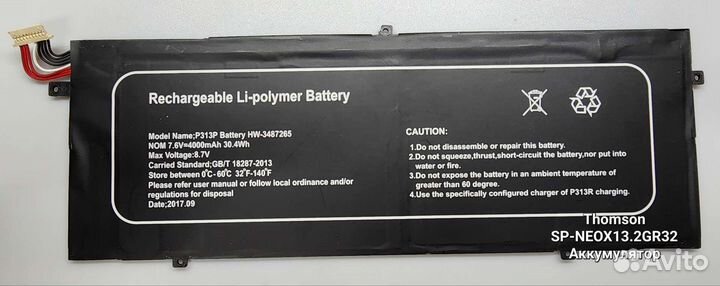 Rechargeable Li-polymer Battery
Model Name;P313P Battery HW-3487265
NOM 7.6V=4000mAh 30.4Wh
Max Voltage:8.7V
Carried Standard;GB/T 18287-2013
Store between 0°C-60°C 32°F-140°F
Please refer user manual or follow local ordinance and/or
regulations for disposal
Date;2017.09
CAUTION:
1.Do not disassemble or repair this battery.
2.Do not squeeze,thrust,short-circuit the battery,nor put into
water or fire.
3.Do not expose the battery in an ambient temperature of
greater than 60 degree.
4.Use the specifically configured charger of P313R charging.
Thomson
SP-NEOX13.2GR32
Аккумулятор
Avito